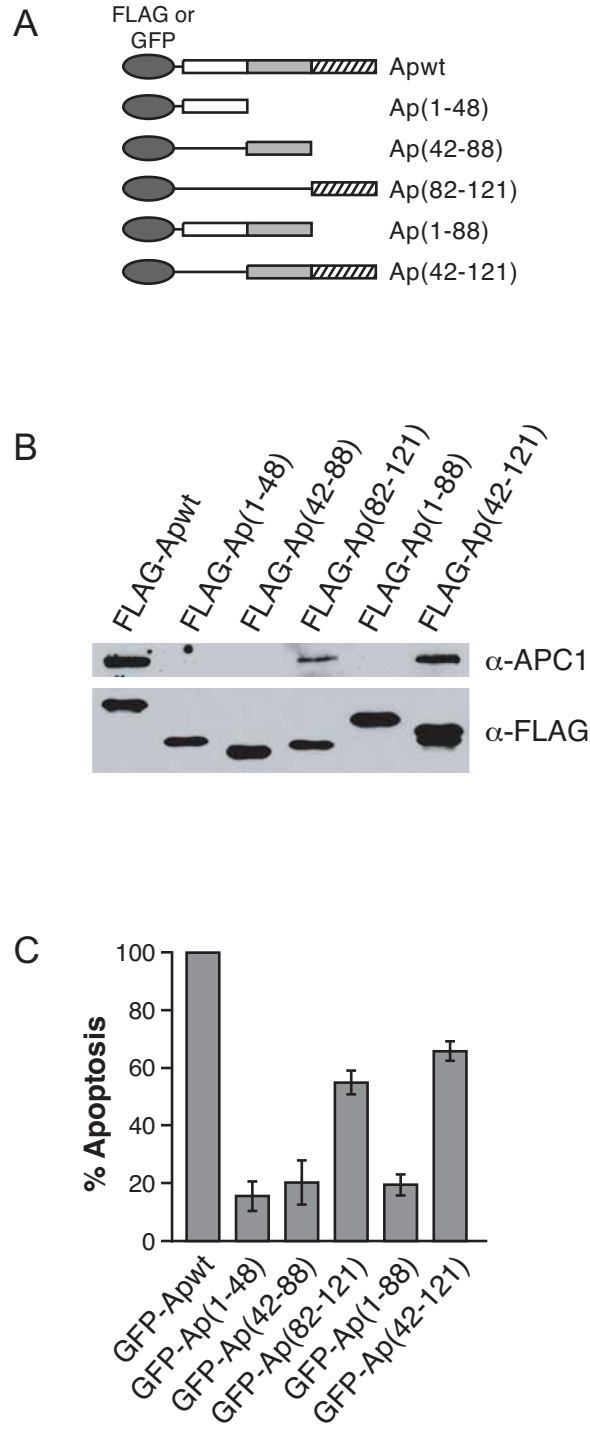 A
FLAG or
GFP
Apwt
Ap(1-48)
Ap(42-88)
Ap(82-121)
Ap(1-88)
Ap(42-121)
B
FLAG-Apwt
FLAG-Ap(1-48)
FLAG-Ap(42-88)
FLAG-Ap(82-121)
FLAG-Ap(1-88)
FLAG-Ap(42-121)
α-APC1
α-FLAG
C
% Apoptosis
100
80
60
40
20
0
GFP-Apwt
GFP-Ap(1-48)
GFP-Ap(42-88)
GFP-Ap(82-121)
GFP-Ap(1-88)
GFP-Ap(42-121)